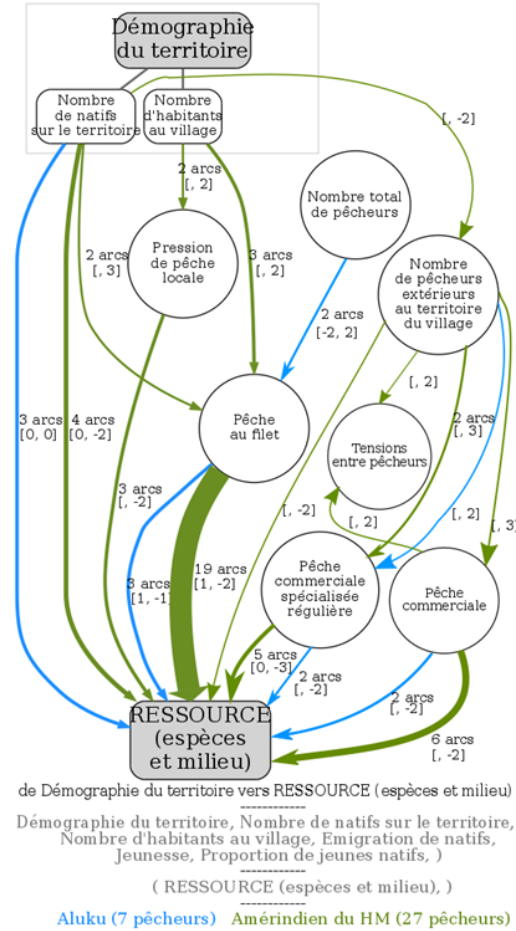 Démographie
du territoire
Nombre
de natifs
sur le territoire
Nombre
d'habitants
au village
[, -2]
2 arcs
[, 2]
Nombre total
de pêcheurs
Pression
de pêche
locale
2 arcs
[, 3]
3 arcs
[, 2]
Nombre
de pêcheurs
extérieurs
au territoire
du village
2 arcs
[-2, 2]
[, 2]
Pêche
au filet
3 arcs
[0, 0]
4 arcs
[0, -2]
2 arcs
[, 3]
Tensions
entre pêcheurs
3 arcs
[, -2]
[, -2]
[, 2]
[, 2]
[, 3]
19 arcs
[1, -2]
3 arcs
[1, -1]
Pêche
commerciale
spécialisée
régulière
Pêche
commerciale
5 arcs
[0, -3]
2 arcs
[, -2]
2 arcs
[, -2]
RESSOURCE
(espèces
et milieu)
6 arcs
[, -2]
de Démographie du territoire vers RESSOURCE (espèces et milieu)
------------
Démographie du territoire, Nombre de natifs sur le territoire,
Nombre d'habitants au village, Emigration de natifs,
Jeunesse, Proportion de jeunes natifs, )
------------
( RESSOURCE (espèces et milieu), )
------------
Aluku (7 pêcheurs) Amérindien du HM (27 pêcheurs)